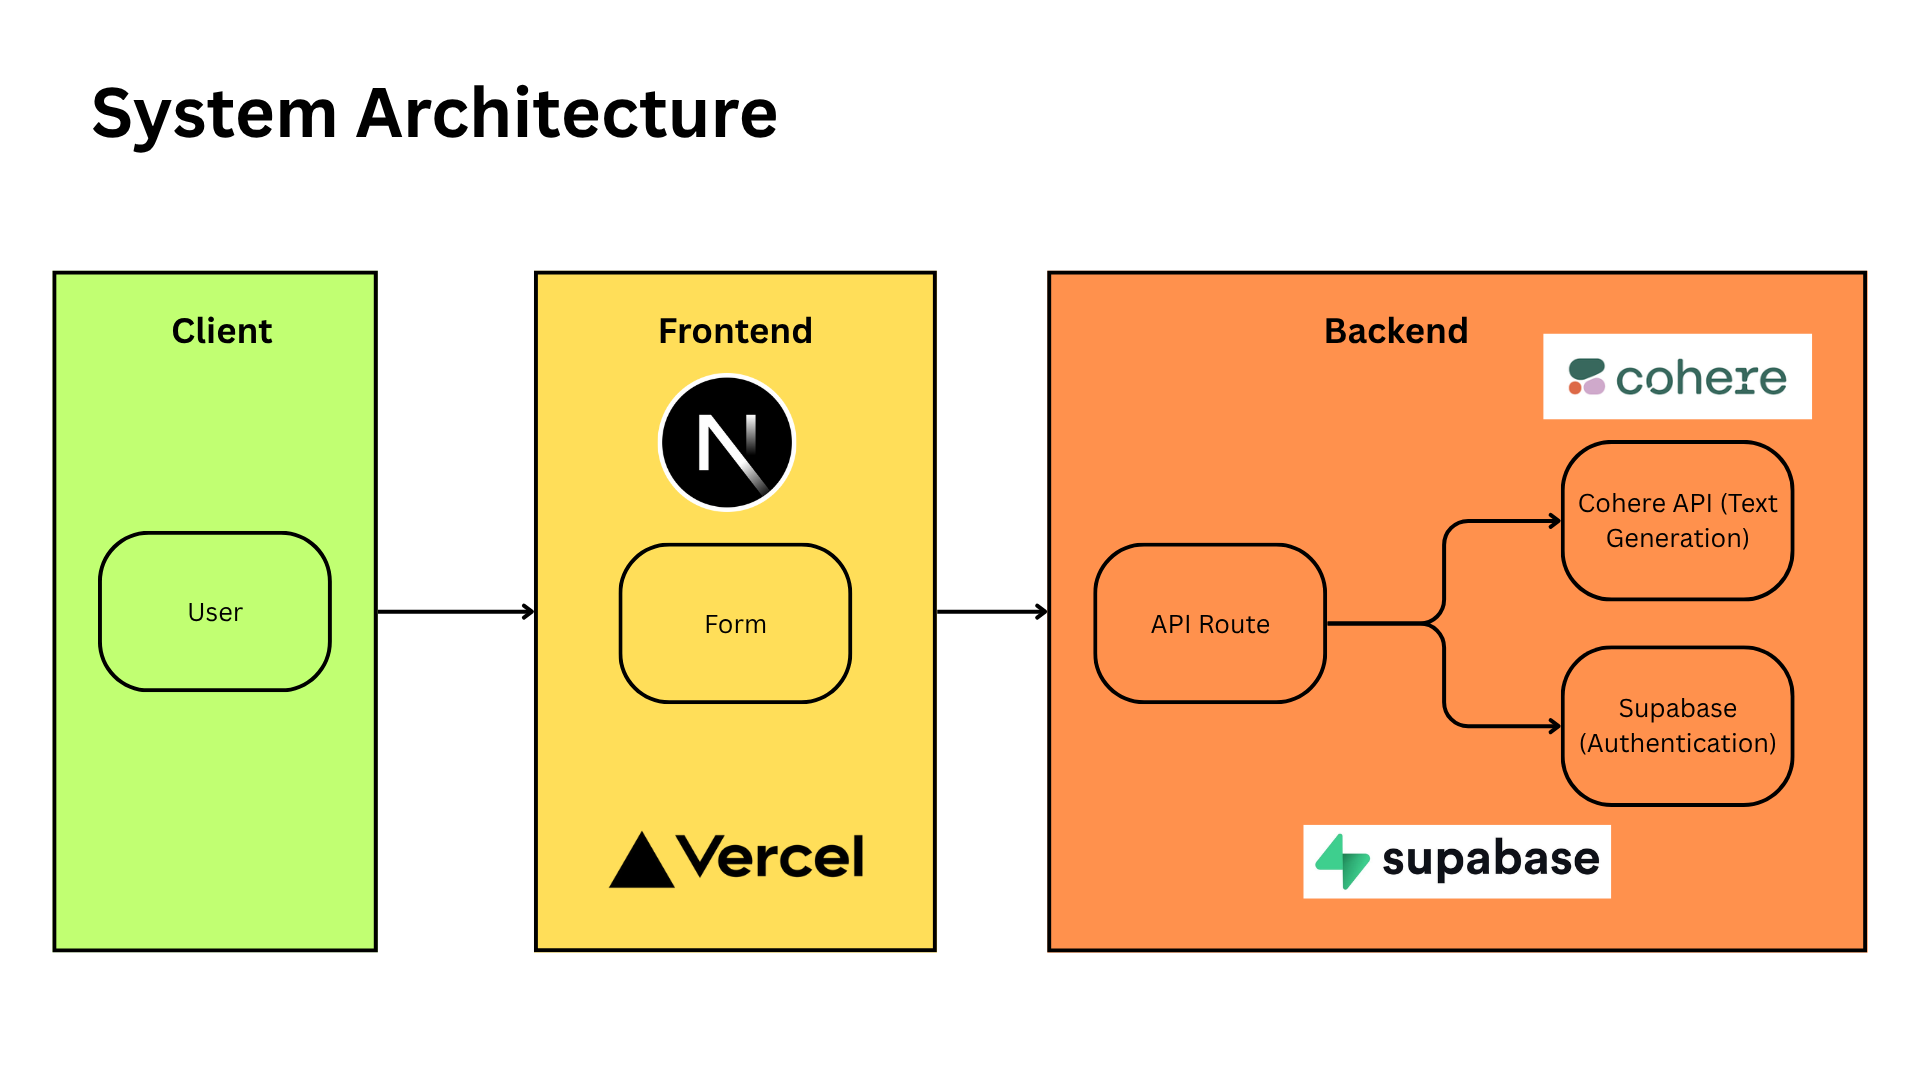 System Architecture
Client
User
Frontend
N
Form
Vercel
Backend
cohere
API Route
Cohere API (Text
Generation)
Supabase
(Authentication)
supabase